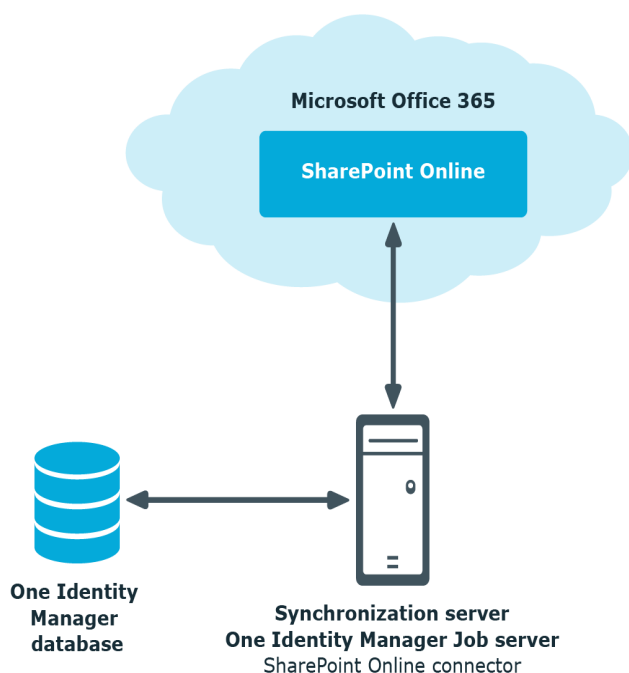 Microsoft Office 365
SharePoint Online
One Identity
Manager
database
Synchronization server
One Identity Manager Job server
SharePoint Online connector